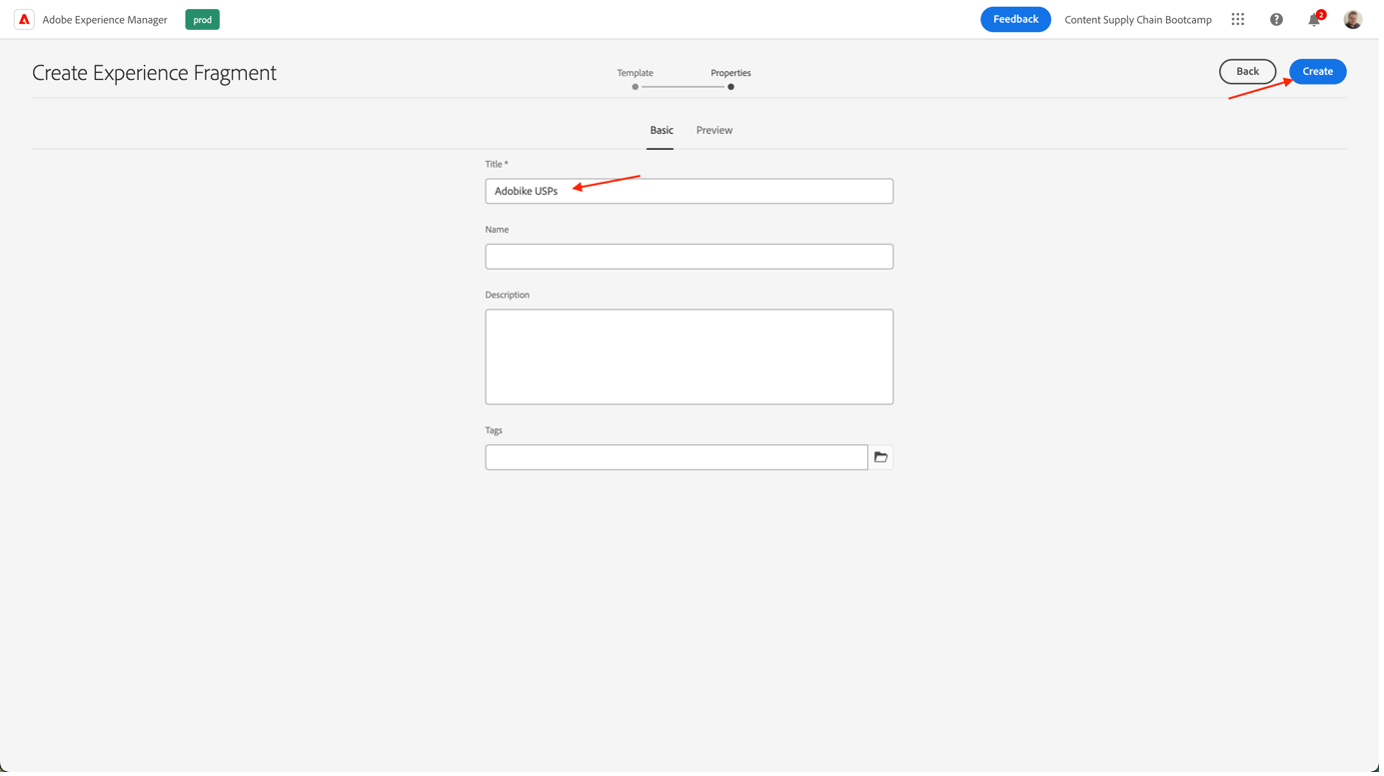 Adobe Experience Manager prod Feedback Content Supply Chain Bootcamp 2
Create Experience Fragment Template Properties Back Create
Basic Preview
Title *
Adobike USPs
Name
Description
Tags